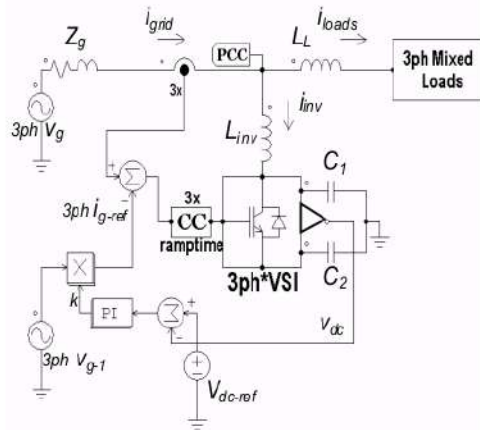 i_grid
i_loads
Z_g
PCC
L_L
3ph Mixed Loads
3x
i_inv
3ph V_g
L_inv
+
Σ
-
3ph i_g-ref
3x
CC
ramptime
C_1
C_2
3ph*VSI
X
k
PI
Σ
+
-
v_dc
3ph V_g-1
V_dc-ref